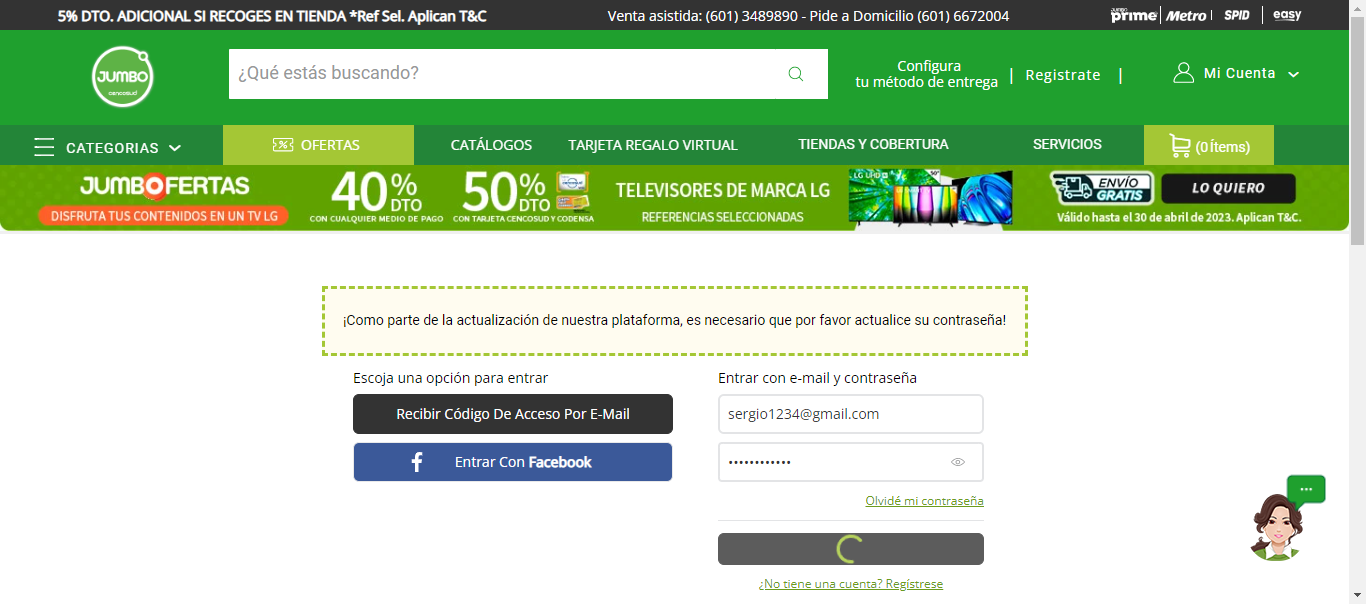 5% DTO. ADICIONAL SI RECOGES EN TIENDA *Ref Sel. Aplican T&C
Venta asistida: (601) 3489890 - Pide a Domicilio (601) 6672004
JUMBO prime | Metro | SPID | easy
JUMBO
cencosud
¿Qué estás buscando?
Configura
tu método de entrega
| Registrate |
Mi Cuenta
CATEGORIAS
OFERTAS
CATÁLOGOS
TARJETA REGALO VIRTUAL
TIENDAS Y COBERTURA
SERVICIOS
(0 Ítems)
JUMBOFERTAS
DISFRUTA TUS CONTENIDOS EN UN TV LG
40% DTO
CON CUALQUIER MEDIO DE PAGO
50% DTO
CON TARJETA CENCOSUD Y CODENSA
TELEVISORES DE MARCA LG
REFERENCIAS SELECCIONADAS
LG UHD
50"
ENVÍO
GRATIS
LO QUIERO
Válido hasta el 30 de abril de 2023. Aplican T&C.
¡Como parte de la actualización de nuestra plataforma, es necesario que por favor actualice su contraseña!
Escoja una opción para entrar
Recibir Código De Acceso Por E-Mail
Entrar Con Facebook
Entrar con e-mail y contraseña
sergio1234@gmail.com
••••••••••••
Olvidé mi contraseña
¿No tiene una cuenta? Regístrese